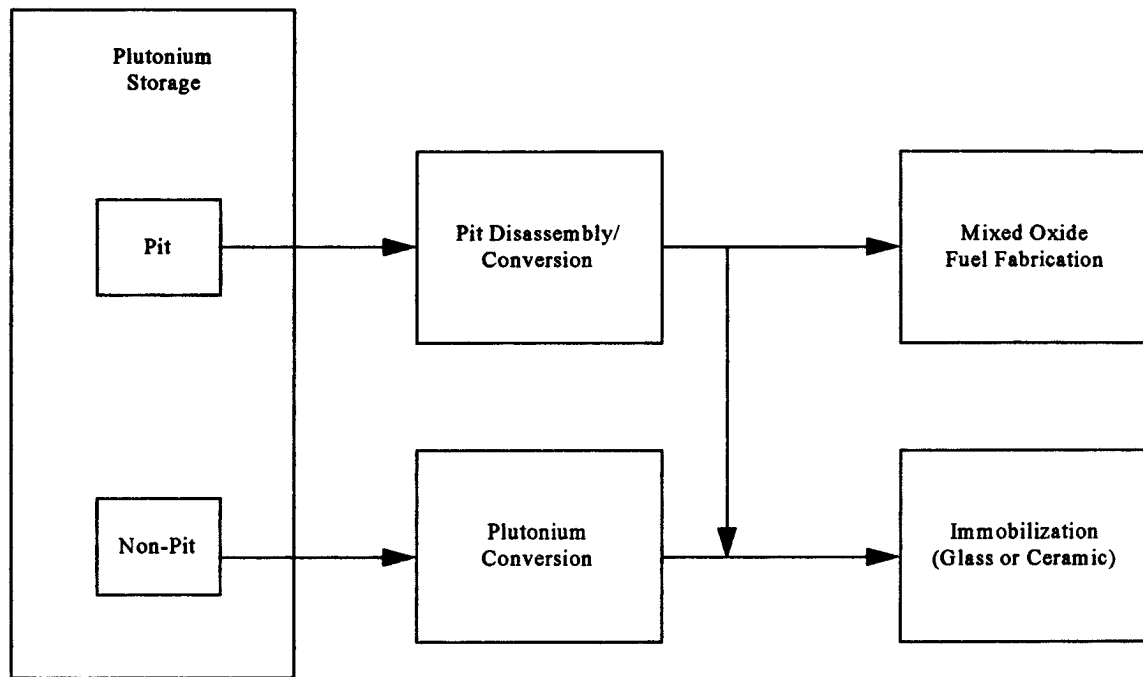 Plutonium
Storage
Pit
Pit Disassembly/
Conversion
Mixed Oxide
Fuel Fabrication
Non-Pit
Plutonium
Conversion
Immobilization
(Glass or Ceramic)